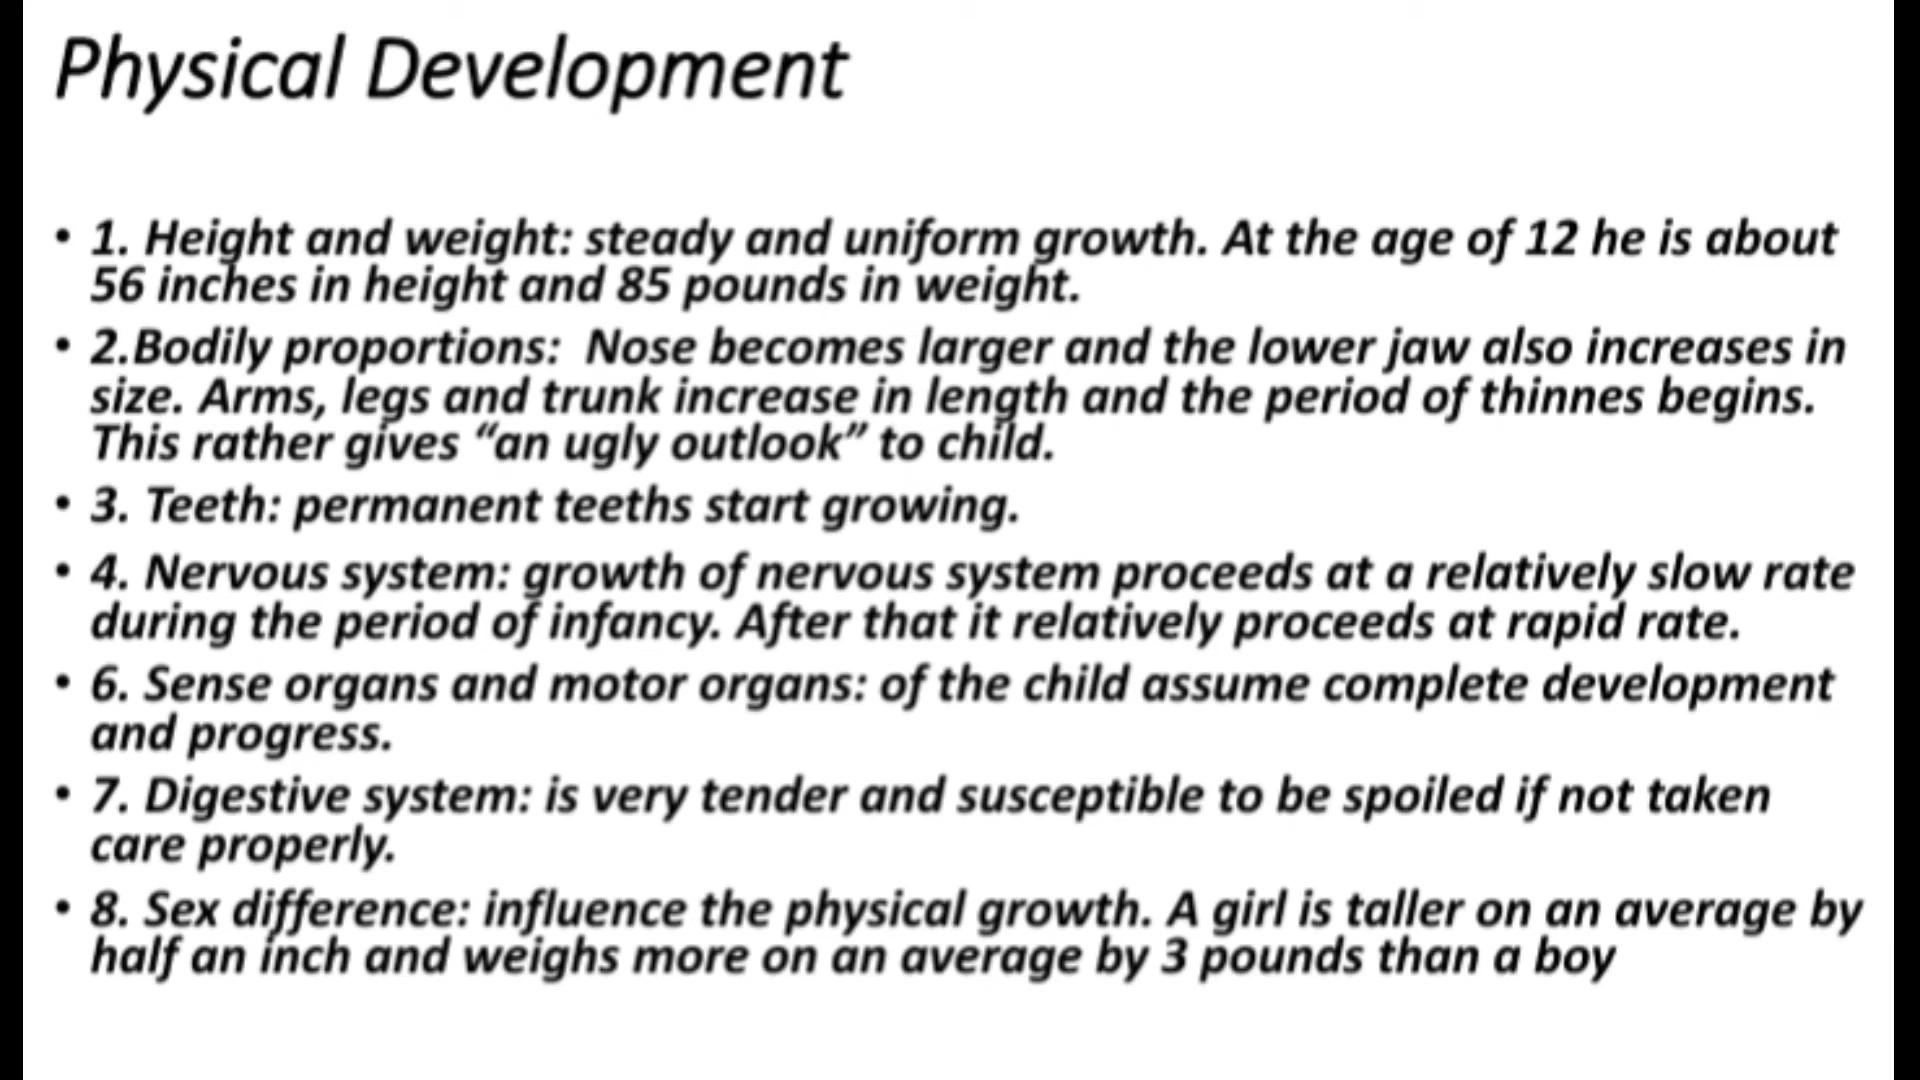 Physical Development
• 1. Height and weight: steady and uniform growth. At the age of 12 he is about
56 inches in height and 85 pounds in weight.
• 2.Bodily proportions:  Nose becomes larger and the lower jaw also increases in
size. Arms, legs and trunk increase in length and the period of thinnes begins.
This rather gives “an ugly outlook” to child.
• 3. Teeth: permanent teeths start growing.
• 4. Nervous system: growth of nervous system proceeds at a relatively slow rate
during the period of infancy. After that it relatively proceeds at rapid rate.
• 6. Sense organs and motor organs: of the child assume complete development
and progress.
• 7. Digestive system: is very tender and susceptible to be spoiled if not taken
care properly.
• 8. Sex difference: influence the physical growth. A girl is taller on an average by
half an inch and weighs more on an average by 3 pounds than a boy